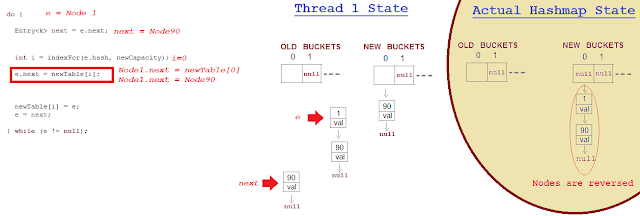 do {
e = Node 1
Entry<k> next = e.next;
next = Node90
int i = indexFor(e.hash, newCapacity);
i=0
e.next = newTable[i];
Node1.next = newTable[0]
Node1.next = Node90
newTable[i] = e;
e = next;
} while (e != null);
Thread 1 State
OLD BUCKETS
0 1
null
NEW BUCKETS
0 1
null
90
val
null
e
1
val
90
val
null
next
90
val
null
Actual Hashmap State
OLD BUCKETS
0 1
null
NEW BUCKETS
0 1
null null
1
val
90
val
null
Nodes are reversed